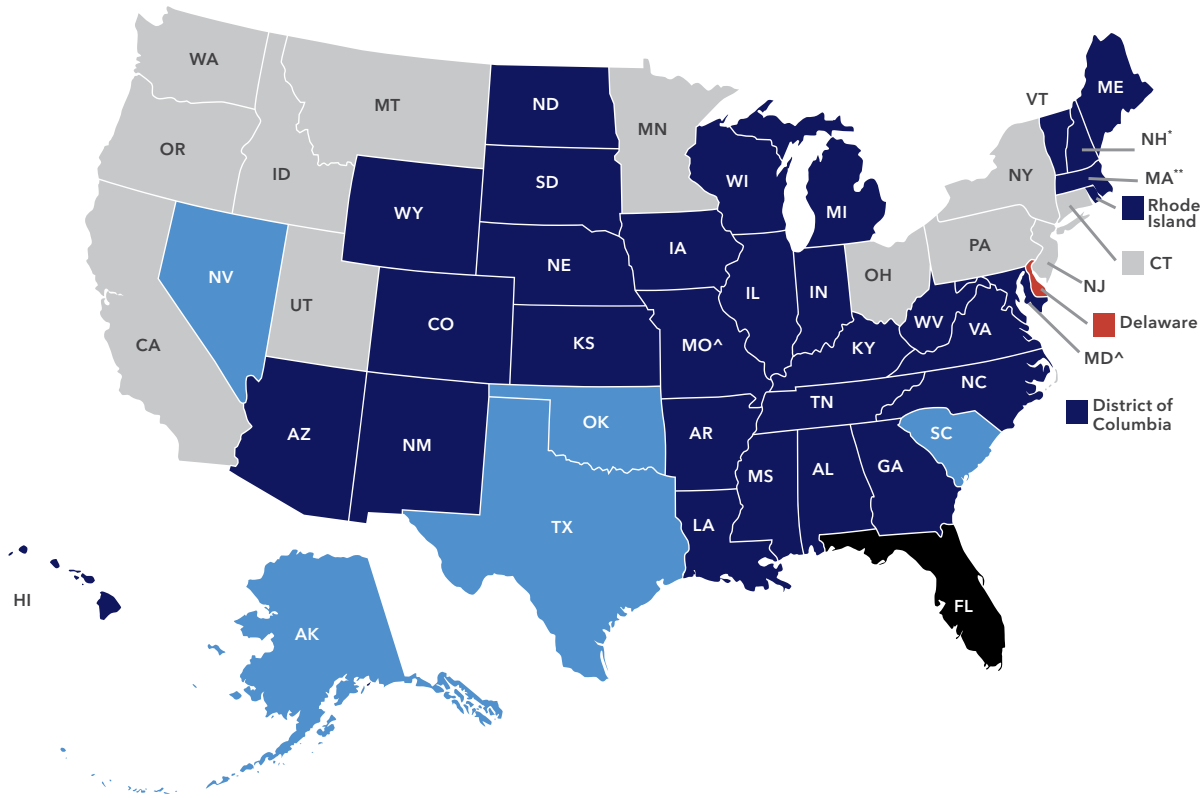 WA
MT
ND
MN
VT
ME
OR
ID
SD
WI
MI
NY
NH*
MA**
Rhode
Island
WY
IA
NE
PA
CT
NV
UT
CO
IL
IN
OH
NJ
CA
KS
MO^
KY
WV
VA
Delaware
MD^
AZ
NM
OK
AR
TN
NC
SC
District of
Columbia
TX
LA
MS
AL
GA
FL
HI
AK